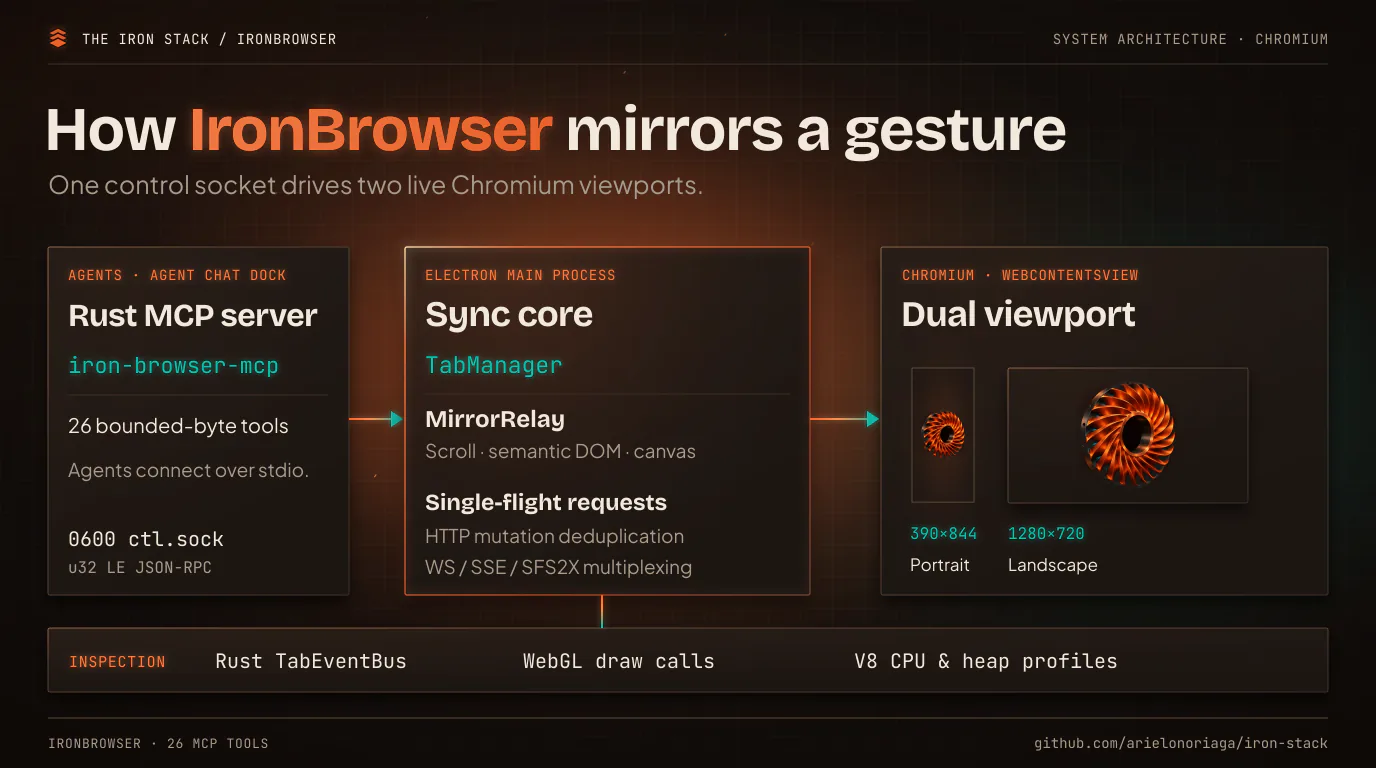 THE IRON STACK / IRONBROWSER
SYSTEM ARCHITECTURE · CHROMIUM
How IronBrowser mirrors a gesture
One control socket drives two live Chromium viewports.
AGENTS · AGENT CHAT DOCK
Rust MCP server
iron-browser-mcp
26 bounded-byte tools
Agents connect over stdio.
0600 ctl.sock
u32 LE JSON-RPC
ELECTRON MAIN PROCESS
Sync core
TabManager
MirrorRelay
Scroll · semantic DOM · canvas
Single-flight requests
HTTP mutation deduplication
WS / SSE / SFS2X multiplexing
CHROMIUM · WEBCONTENTSVIEW
Dual viewport
390×844
Portrait
1280×720
Landscape
INSPECTION
Rust TabEventBus
WebGL draw calls
V8 CPU & heap profiles
IRONBROWSER · 26 MCP TOOLS
github.com/arielonoriaga/iron-stack